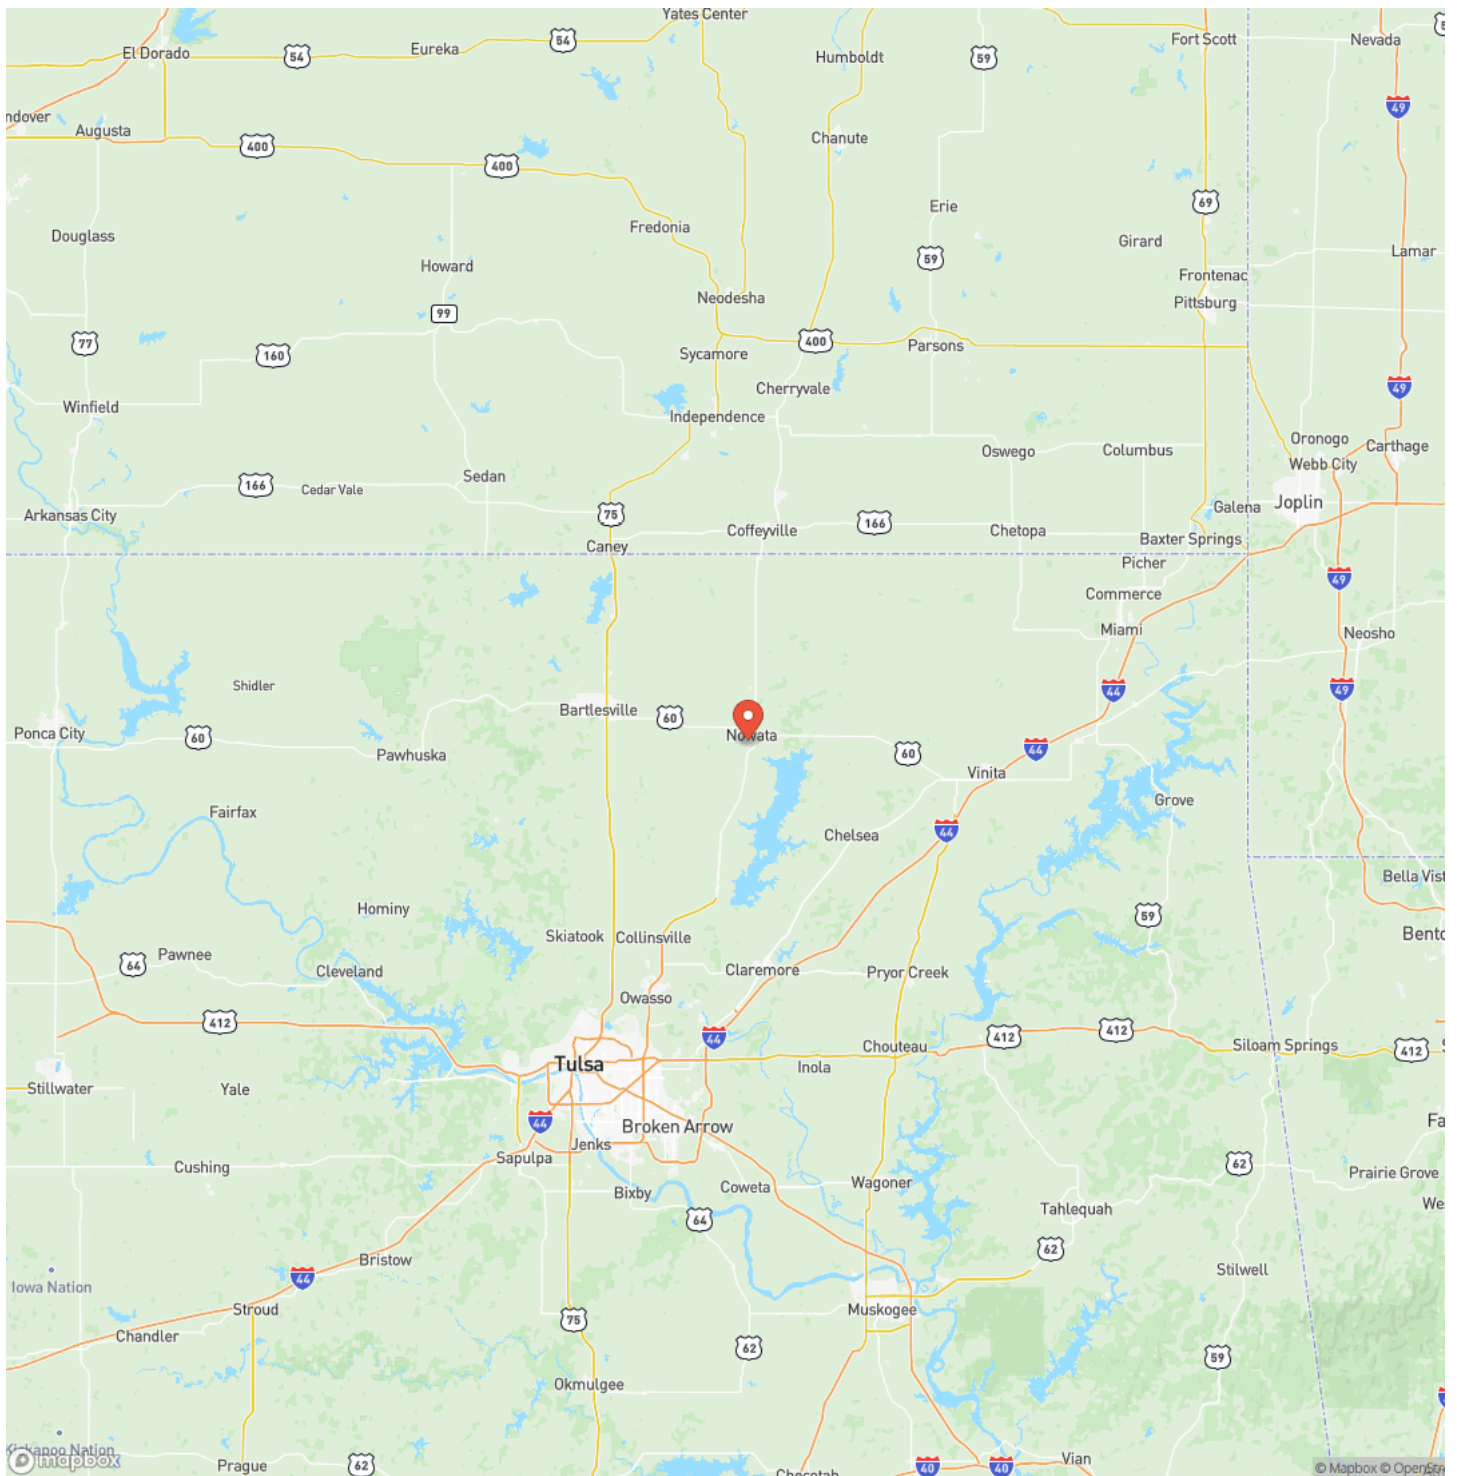 Yates Center
54
Fort Scott
Nevada
El Dorado
54
Eureka
Humboldt
59
49
ndover
Augusta
400
400
Chanute
69
Erie
Douglass
Fredonia
Girard
Lamar
Howard
59
Frontenac
Neodesha
Pittsburg
99
77
160
400
Sycamore
Parsons
Cherryvale
49
Winfield
Independence
Oronogo
Carthage
Oswego
Columbus
Webb City
Sedan
166
Cedar Vale
Joplin
Arkansas City
75
Galena
166
Coffeyville
Chetopa
Baxter Springs
Caney
Picher
49
Commerce
Miami
Neosho
Shidler
44
49
Bartlesville
60
Ponca City
60
Nowata
44
Pawhuska
60
Vinita
Grove
Fairfax
44
Chelsea
Bella Vist
Hominy
59
Skiatook
Collinsville
Bento
Pawnee
64
Cleveland
Claremore
Pryor Creek
Owasso
412
44
412
412
Chouteau
Siloam Springs
412
S
Tulsa
Inola
Stillwater
Yale
44
Broken Arrow
Fa
Jenks
Sapulpa
62
Cushing
Prairie Grove
Bixby
Coweta
Wagoner
We
64
Tahlequah
62
Bristow
Stilwell
Iowa Nation
44
Stroud
Muskogee
75
Chandler
62
59
Okmulgee
Kickapoo Nation
mapbox
Prague
62
Checotah
40
40
Vian
© Mapbox © OpenStr